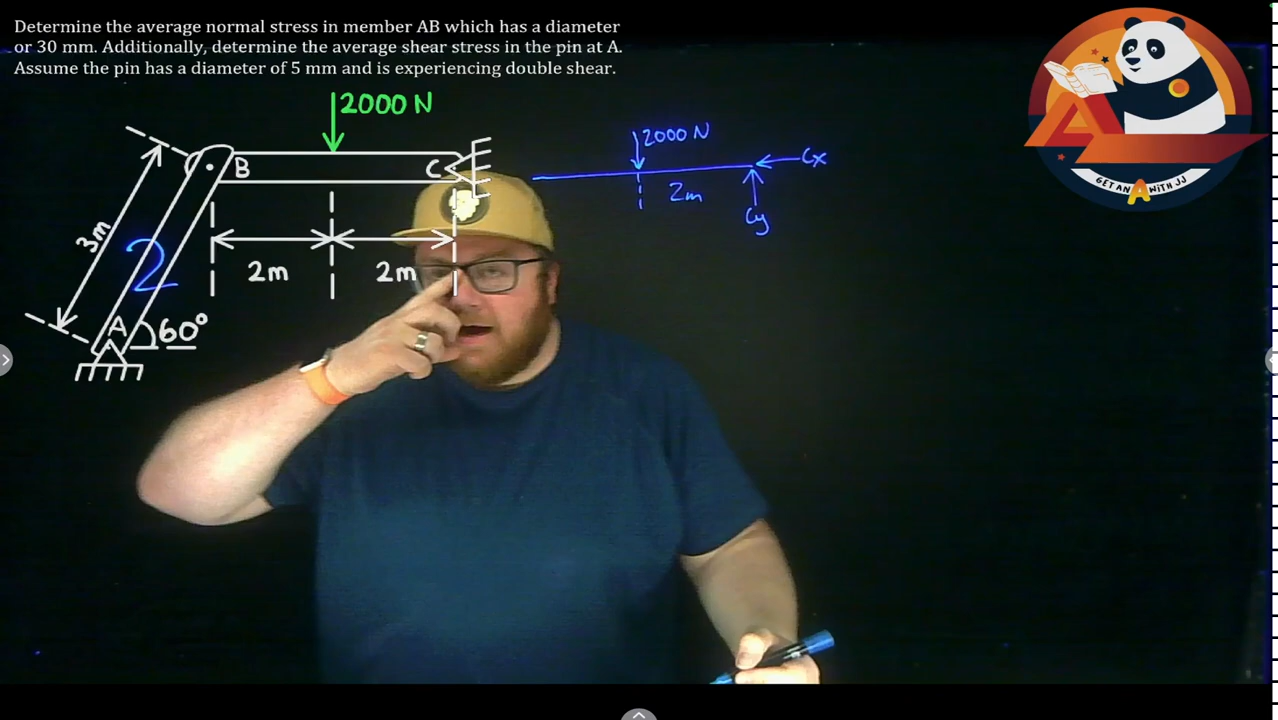 Determine the average normal stress in member AB which has a diameter
or 30 mm. Additionally, determine the average shear stress in the pin at A.
Assume the pin has a diameter of 5 mm and is experiencing double shear.
2000 N
B
C
3m
2
2m
2m
A
60°
2000 N
2m
Cx
Cy
A
GET AN A WITH JJ